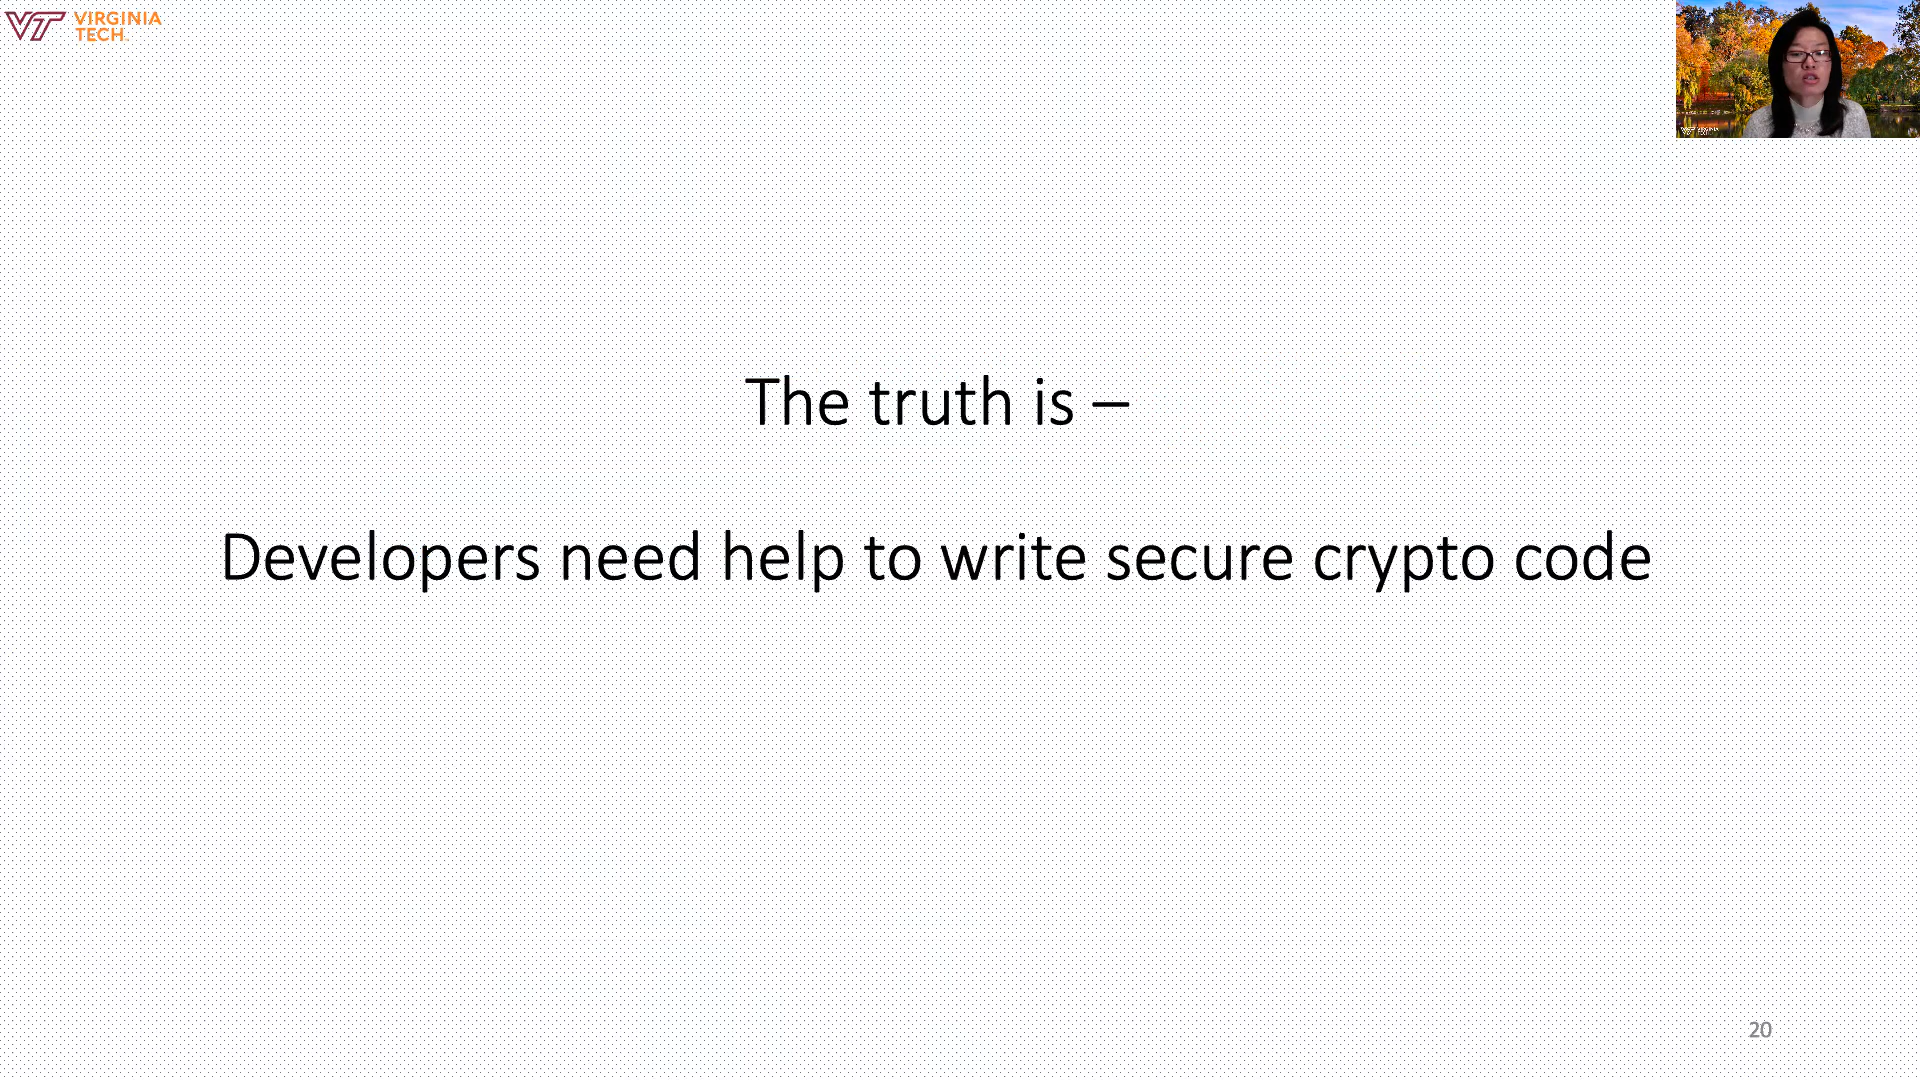 VIRGINIA
TECH
The truth is –
Developers need help to write secure crypto code
20